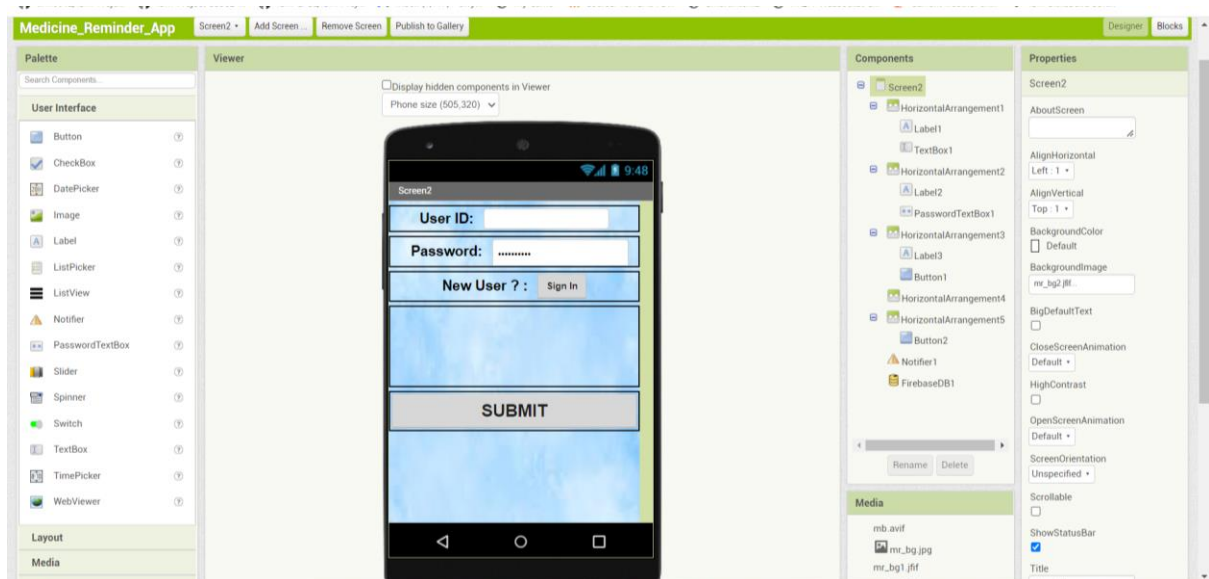 Medicine_Reminder_App Screen2 Add Screen ... Remove Screen Publish to Gallery Designer Blocks
Palette
Search Components...
User Interface
Button
CheckBox
DatePicker
Image
Label
ListPicker
ListView
Notifier
PasswordTextBox
Slider
Spinner
Switch
TextBox
TimePicker
WebViewer
Layout
Media
Viewer
Display hidden components in Viewer
Phone size (505,320)
9:48
Screen2
User ID:
Password: ..........
New User ? : Sign In
SUBMIT
Components
Screen2
HorizontalArrangement1
Label1
TextBox1
HorizontalArrangement2
Label2
PasswordTextBox1
HorizontalArrangement3
Label3
Button1
HorizontalArrangement4
HorizontalArrangement5
Button2
Notifier1
FirebaseDB1
Rename Delete
Media
mb.avif
mr_bg.jpg
mr_bg1.jfif
Properties
Screen2
AboutScreen
AlignHorizontal
Left : 1
AlignVertical
Top : 1
BackgroundColor
Default
BackgroundImage
mr_bg2.jfif...
BigDefaultText
CloseScreenAnimation
Default
HighContrast
OpenScreenAnimation
Default
ScreenOrientation
Unspecified
Scrollable
ShowStatusBar
Title